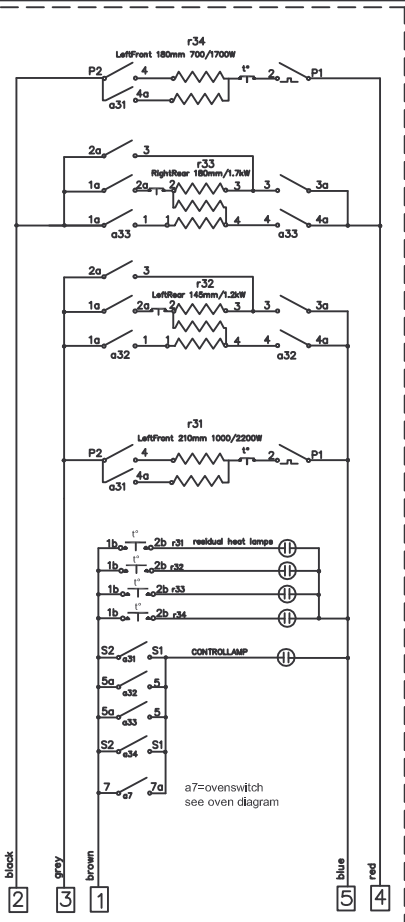 r34
LeftFront 180mm 700/1700W
P2 4 t° 2 P1
4a
a31
2a 3
r33
RightRear 180mm/1.7kW
1a 2a 2 3 3 3a
1a 1 1 4 4 4a
a33 a33
2a 3
r32
LeftRear 145mm/1.2kW
1a 2a 2 3 3 3a
1a 1 1 4 4 4a
a32 a32
r31
LeftFront 210mm 1000/2200W
P2 4 t° 2 P1
4a
a31
t°
1b 2b r31 residual heat lamps
t°
1b 2b r32
t°
1b 2b r33
t°
1b 2b r34
S2 S1 CONTROLLAMP
a31
5a 5
a32
5a 5
a33
S2 S1
a34
7 7a
a7
a7=ovenswitch
see oven diagram
black grey brown blue red
2 3 1 5 4